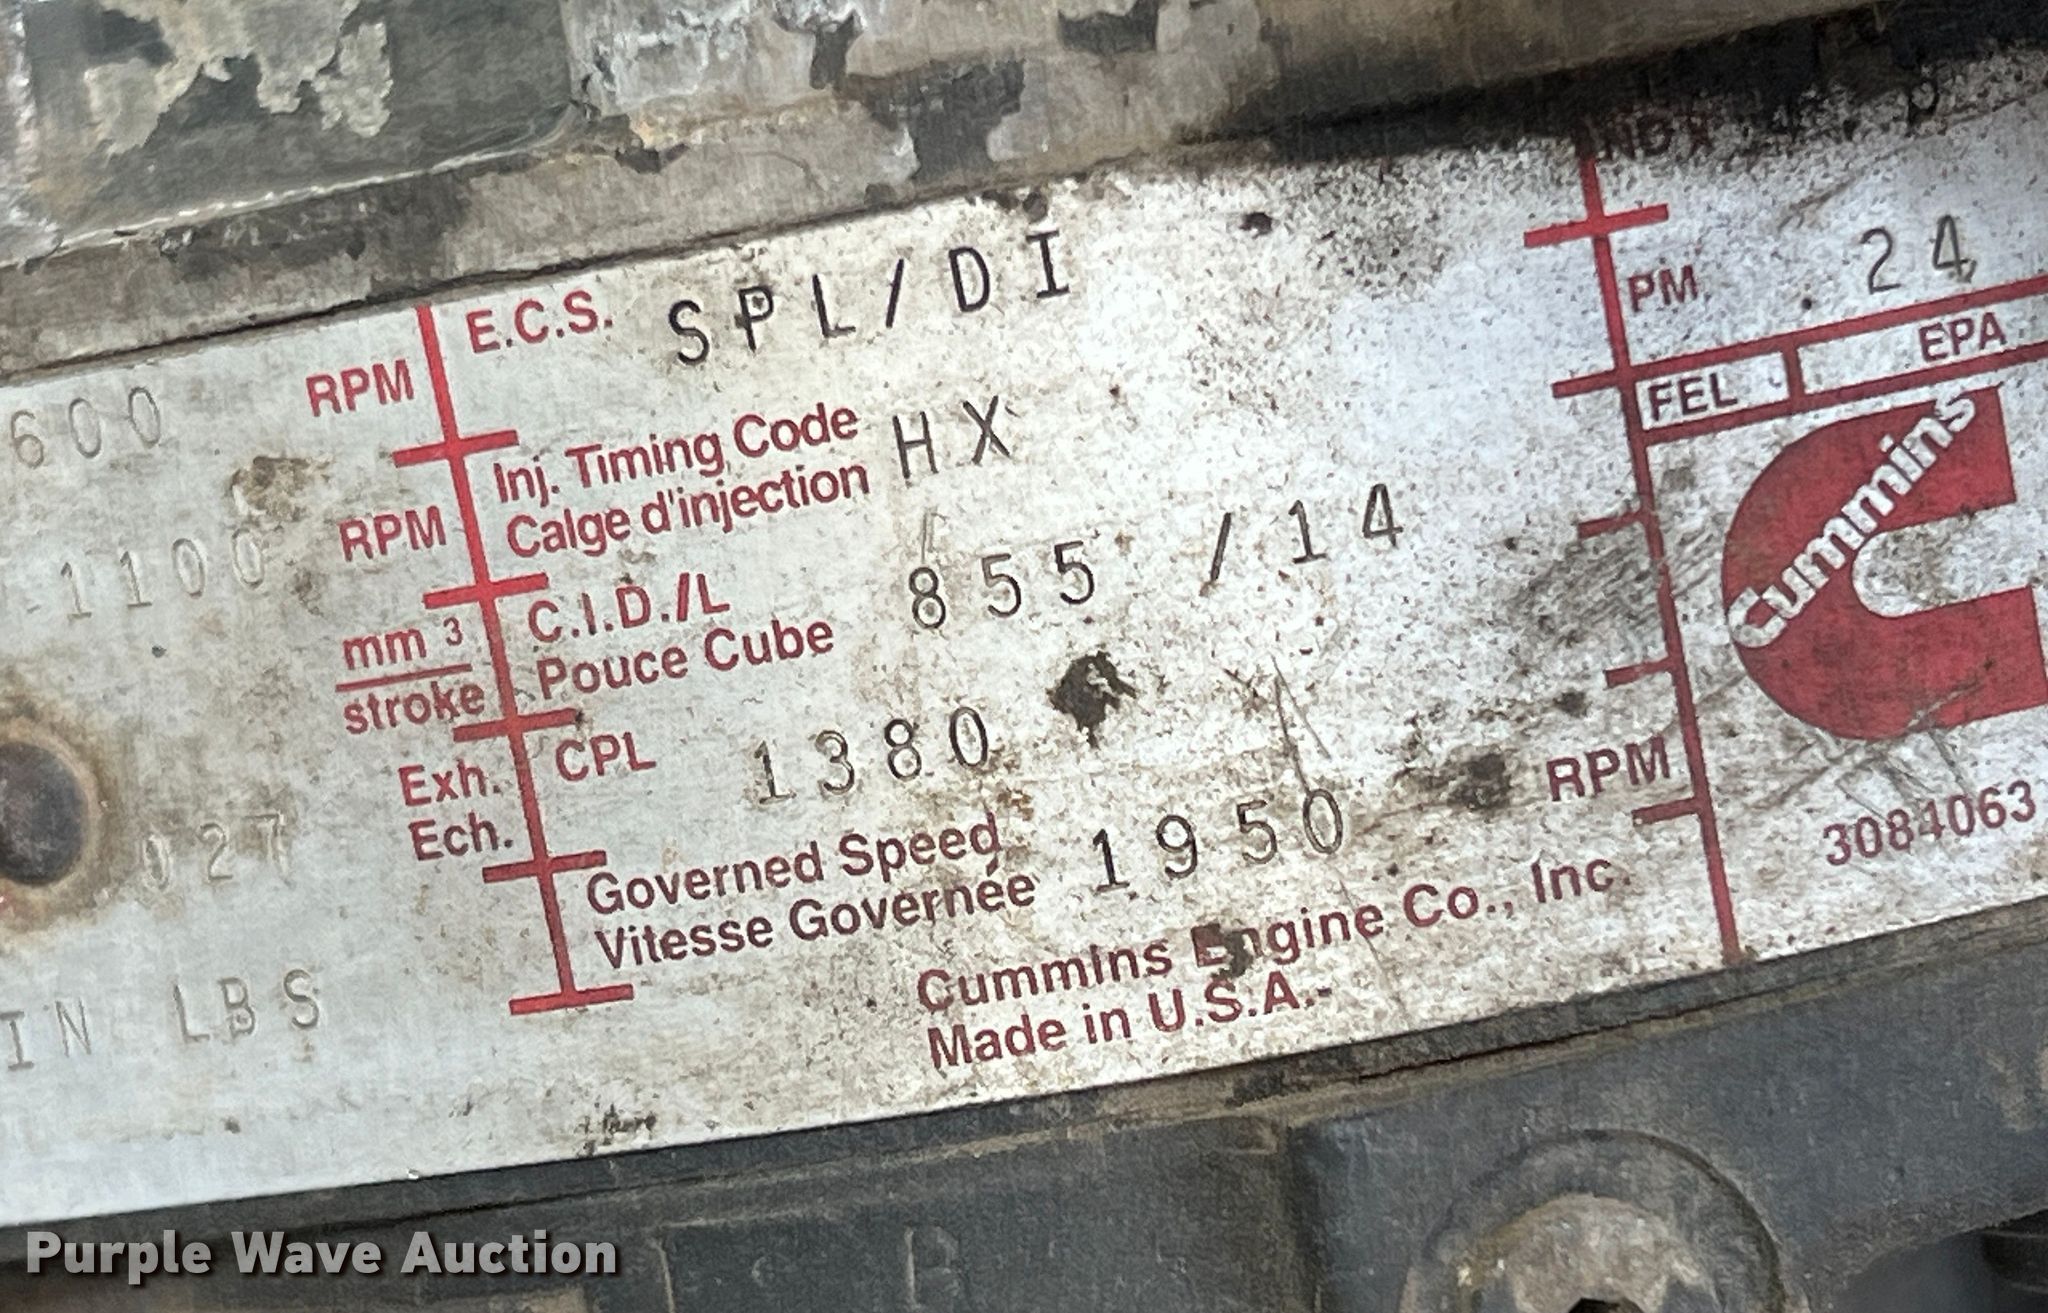 600 RPM
1100 RPM
mm³
stroke
027 Exh.
Ech.
IN LBS
E.C.S. SPL/DI
Inj. Timing Code HX
Calge d'injection
C.I.D./L 855 /14
Pouce Cube
CPL 1380
Governed Speed 1950 RPM
Vitesse Governée
Cummins Engine Co., Inc.
Made in U.S.A.
PM .24
FEL EPA
Cummins
3084063
Purple Wave Auction